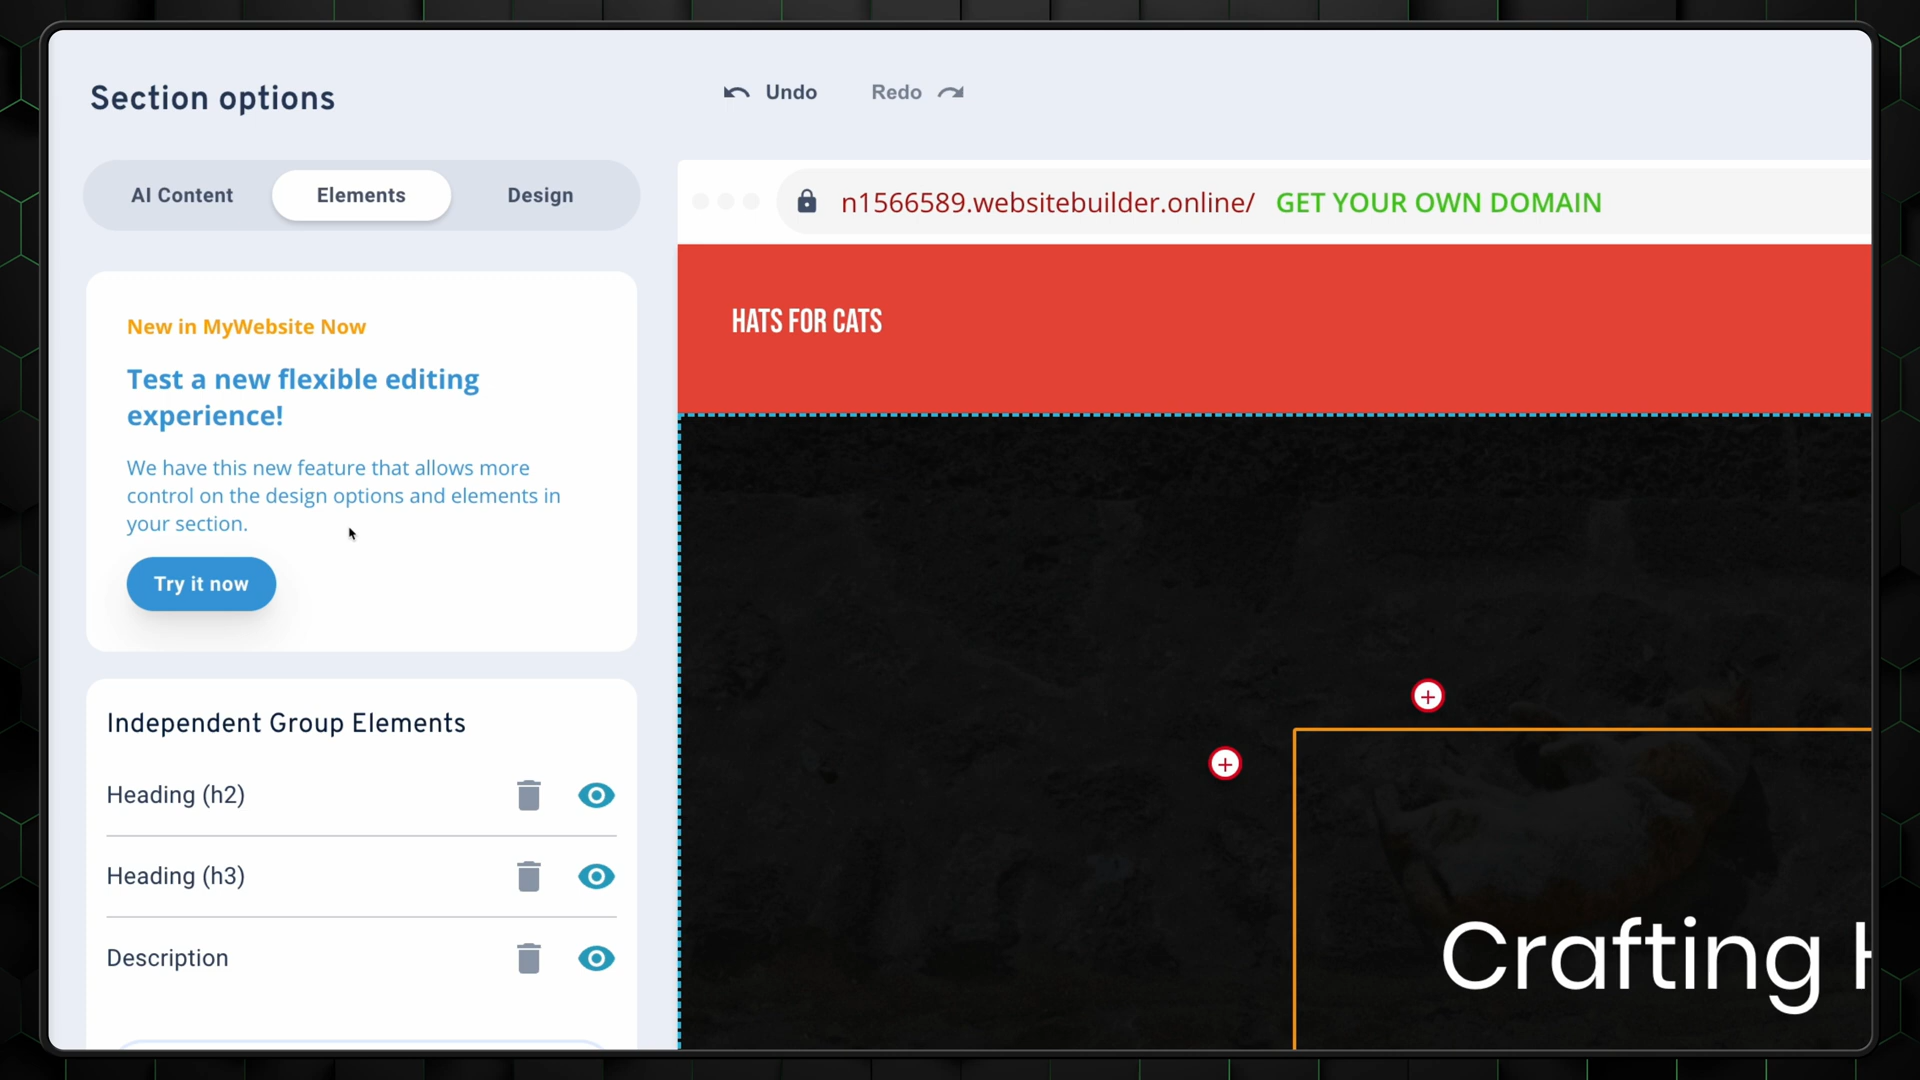 Section options
Undo
Redo
AI Content
Elements
Design
n1566589.websitebuilder.online/
GET YOUR OWN DOMAIN
New in MyWebsite Now
Test a new flexible editing
experience!
We have this new feature that allows more
control on the design options and elements in
your section.
Try it now
Independent Group Elements
Heading (h2)
Heading (h3)
Description
HATS FOR CATS
Crafting